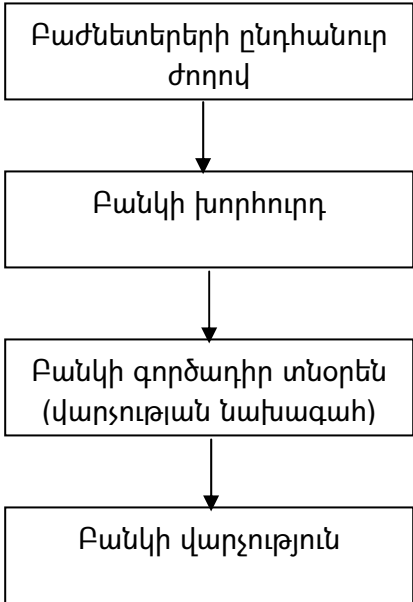 Բաժնետերերի ընդհանուր
ժողով
Բանկի խորհուրդ
Բանկի գործադիր տնօրեն
(վարչության նախագահ)
Բանկի վարչություն